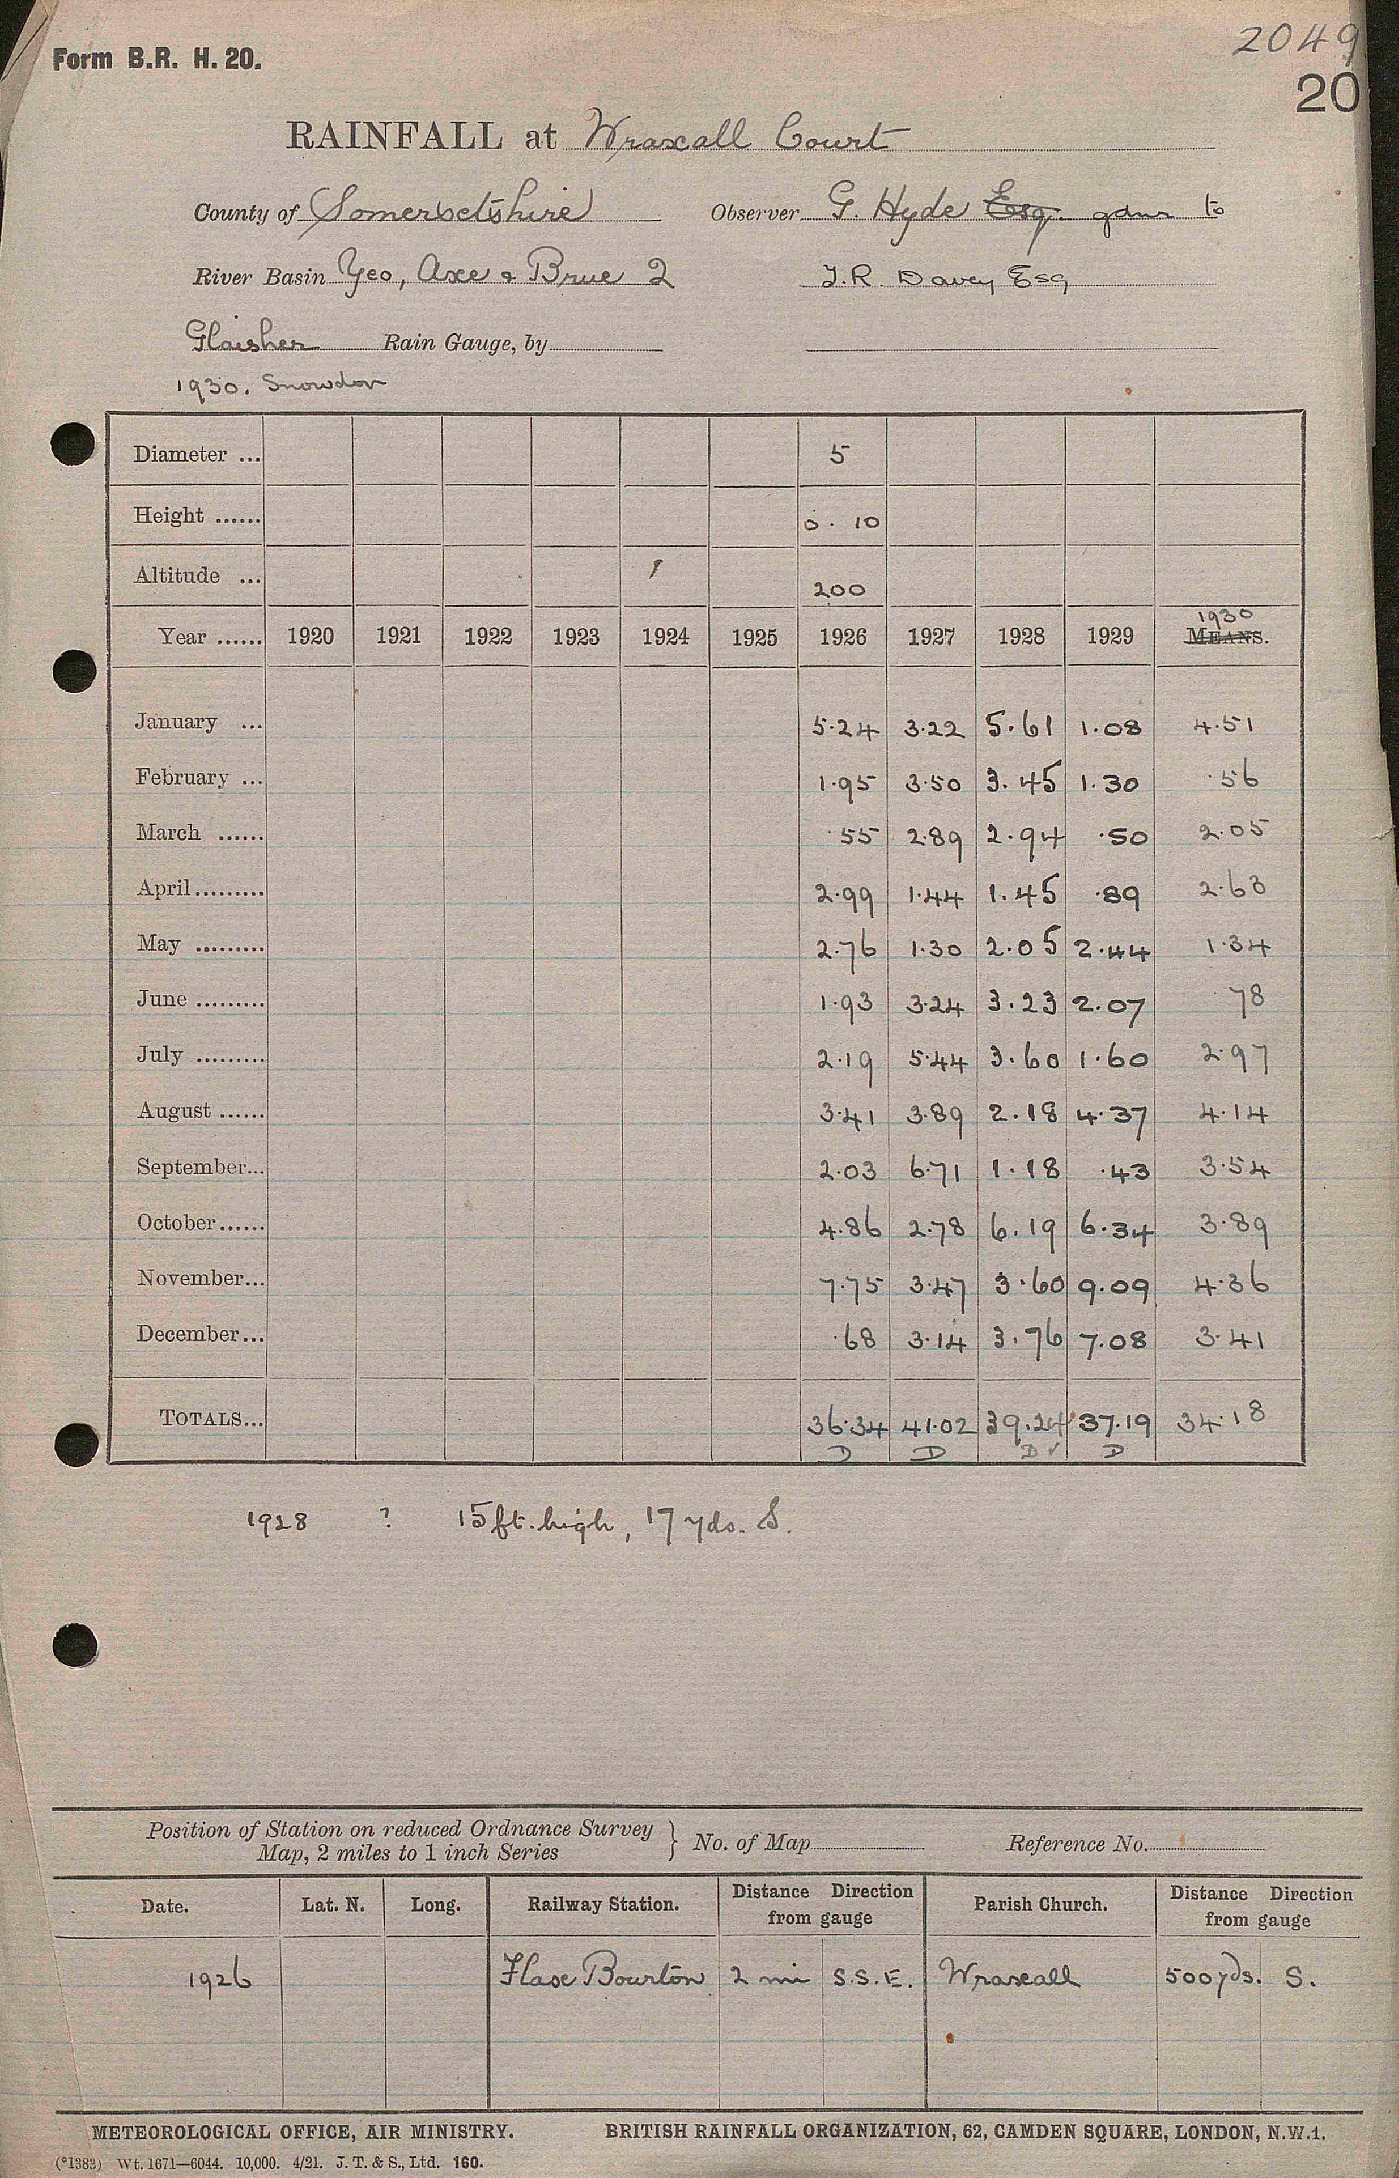 Form B.R. H. 20.
2049
20
RAINFALL at Wraxall Court
County of Somersetshire Observer G. Hyde Esq. gdnr to
River Basin Yeo, Axe & Brue 2 T.R. Davey Esq
Glaisher Rain Gauge, by
1930. Snowdon
Diameter ... 5
Height ...... 0.10
Altitude ... 200
Year ...... 1920 1921 1922 1923 1924 1925 1926 1927 1928 1929 1930 MEANS.
January ... 5.24 3.22 5.61 1.08 4.51
February ... 1.95 3.50 3.45 1.30 .56
March ...... .55 2.89 2.94 .50 2.05
April......... 2.99 1.44 1.45 .89 2.63
May ......... 2.76 1.30 2.05 2.44 1.34
June ......... 1.93 3.24 3.23 2.07 .78
July ......... 2.19 5.44 3.60 1.60 2.97
August ...... 3.41 3.89 2.18 4.37 4.14
September... 2.03 6.71 1.18 .43 3.54
October...... 4.86 2.78 6.19 6.34 3.89
November... 7.75 3.47 3.60 9.09 4.36
December... .68 3.14 3.76 7.08 3.41
TOTALS... 36.34 41.02 39.24 37.19 34.18
D D D ✓ D
1928 ? 15ft. high, 17 yds. S.
Position of Station on reduced Ordnance Survey
Map, 2 miles to 1 inch Series } No. of Map Reference No.
Date. Lat. N. Long. Railway Station. Distance Direction from gauge Parish Church. Distance Direction from gauge
1926 Flax Bourton 2 mi S.S.E. Wraxall 500 yds. S.
METEOROLOGICAL OFFICE, AIR MINISTRY. BRITISH RAINFALL ORGANIZATION, 62, CAMDEN SQUARE, LONDON, N.W.1.
(*1383) Wt. 1671—6044. 10,000. 4/21. J. T. & S., Ltd. 160.